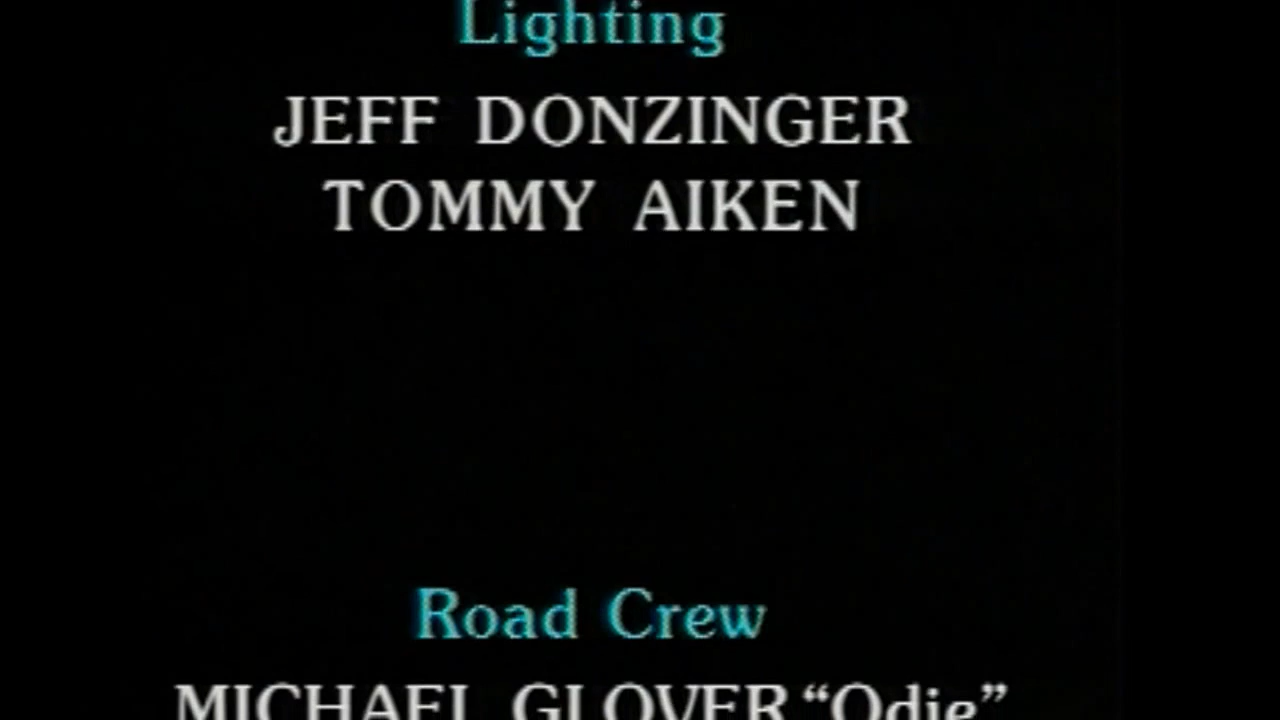 Lighting
JEFF DONZINGER
TOMMY AIKEN
Road Crew
MICHAEL GLOVER “Odie”